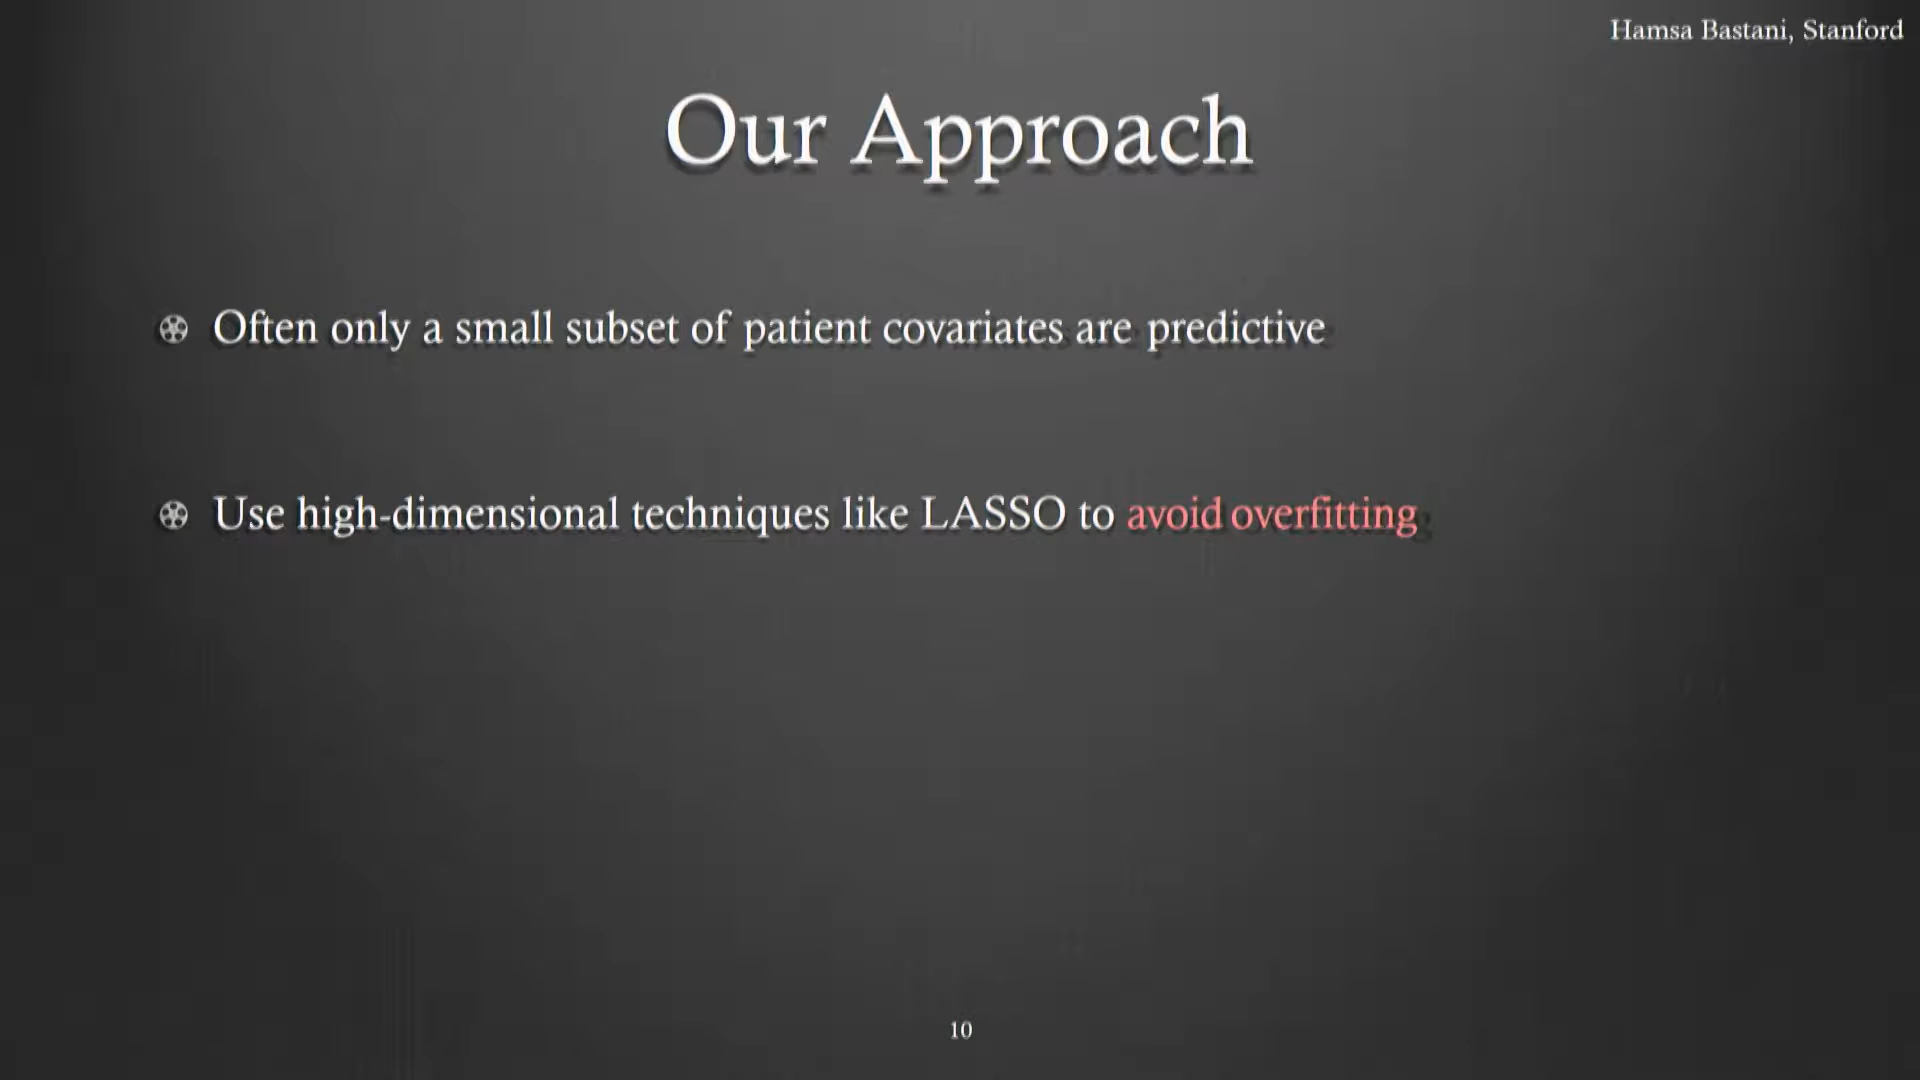 Hamsa Bastani, Stanford
Our Approach
Often only a small subset of patient covariates are predictive
Use high-dimensional techniques like LASSO to avoid overfitting
10